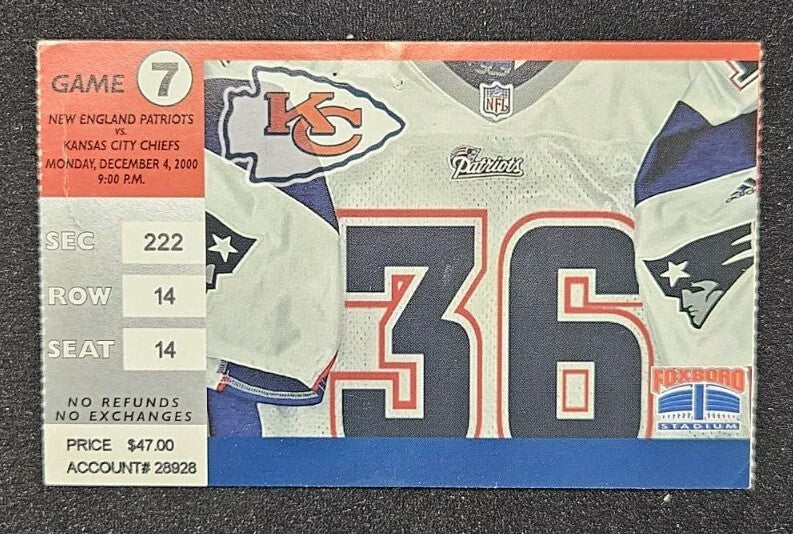 GAME 7
NEW ENGLAND PATRIOTS
VS.
KANSAS CITY CHIEFS
MONDAY, DECEMBER 4, 2000
9:00 P.M.
SEC 222
ROW 14
SEAT 14
NO REFUNDS
NO EXCHANGES
PRICE $47.00
ACCOUNT# 28928
KC
NFL
Patriots
36
FOXBORO
STADIUM